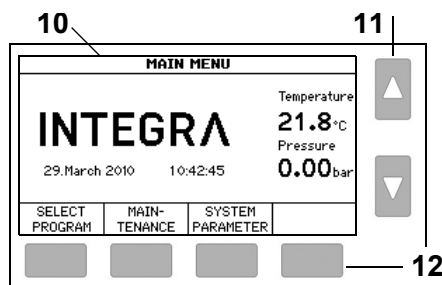 10
11
MAIN MENU
Temperature
21.8°C
Pressure
0.00bar
INTEGRA
29.March 2010 10:42:45
SELECT PROGRAM
MAIN-TENANCE
SYSTEM PARAMETER
12